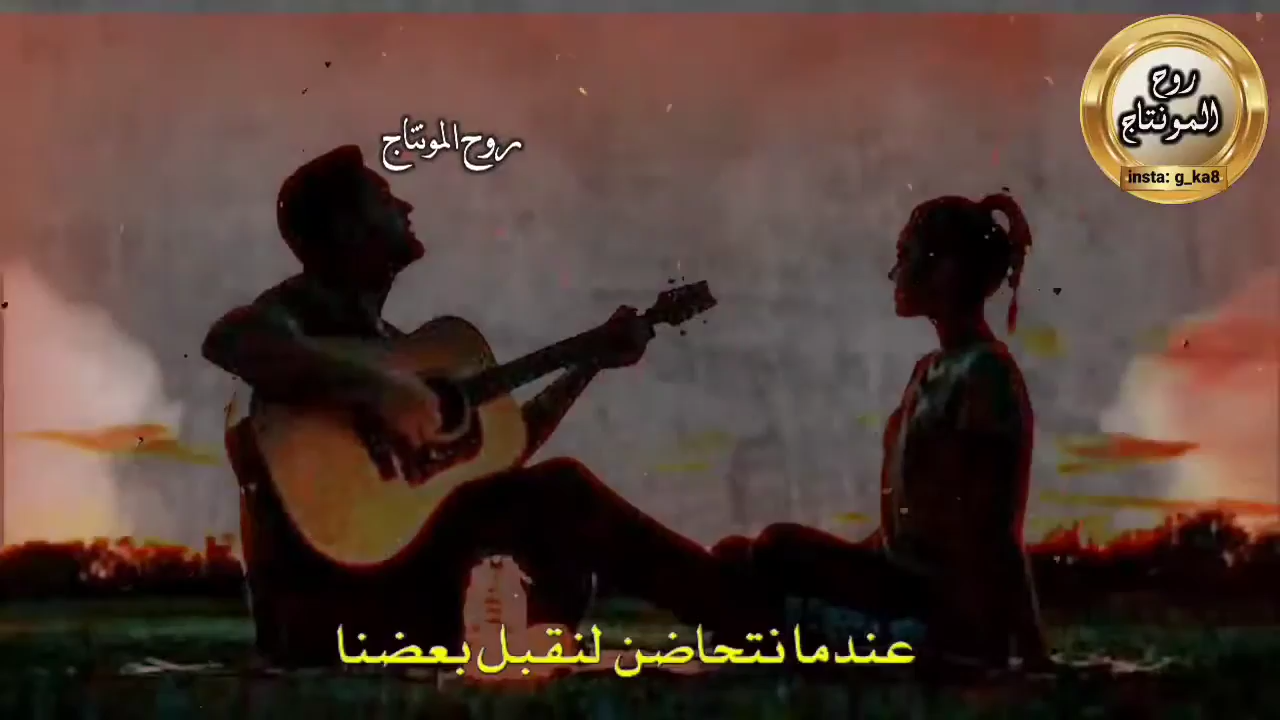 روح
المونتاج
insta: g_ka8
روح المونتاج
عندما نتحاضن لنقبل بعضنا